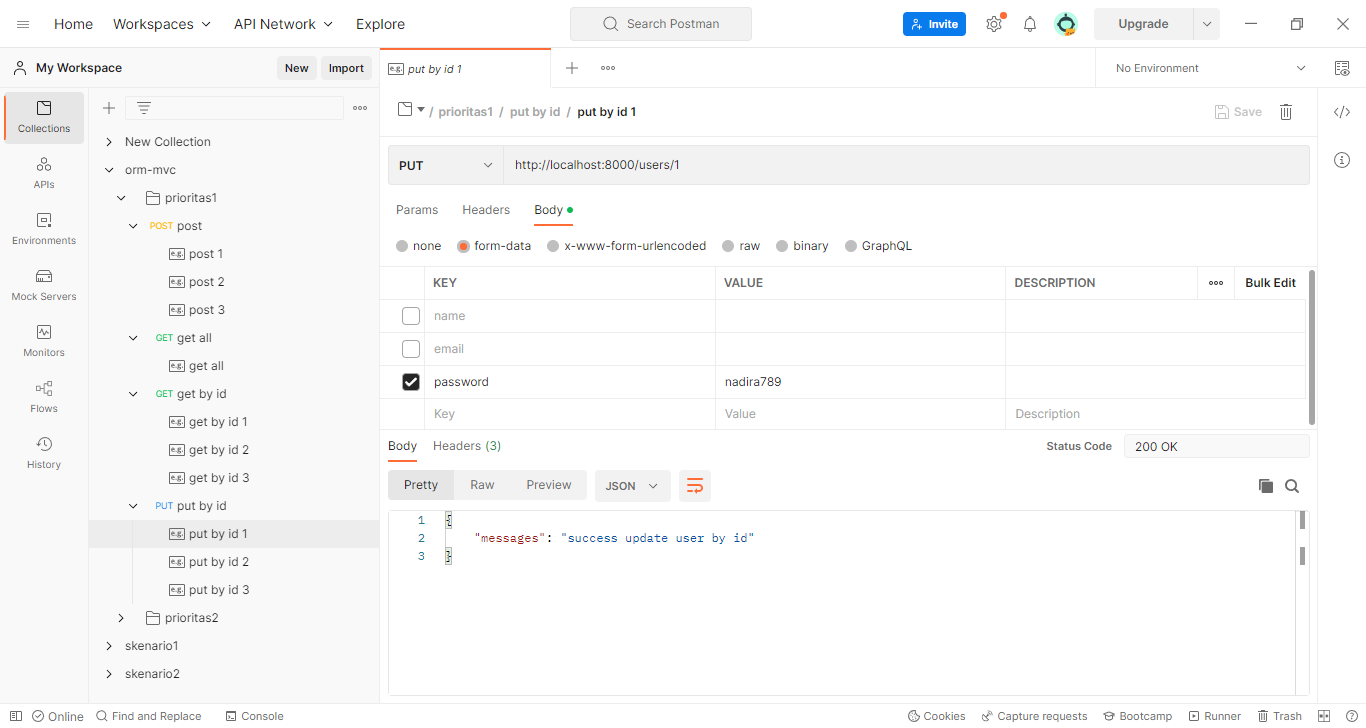 Home Workspaces API Network Explore Search Postman Invite Upgrade
My Workspace New Import e.g. put by id 1 No Environment
Collections
APIs
Environments
Mock Servers
Monitors
Flows
History
New Collection
orm-mvc
prioritas1
POST post
e.g. post 1
e.g. post 2
e.g. post 3
GET get all
e.g. get all
GET get by id
e.g. get by id 1
e.g. get by id 2
e.g. get by id 3
PUT put by id
e.g. put by id 1
e.g. put by id 2
e.g. put by id 3
prioritas2
skenario1
skenario2
/ prioritas1 / put by id / put by id 1 Save
PUT http://localhost:8000/users/1
Params Headers Body
none form-data x-www-form-urlencoded raw binary GraphQL
KEY VALUE DESCRIPTION Bulk Edit
name
email
password nadira789
Key Value Description
Body Headers (3) Status Code 200 OK
Pretty Raw Preview JSON
1 {
2 "messages": "success update user by id"
3 }
Online Find and Replace Console Cookies Capture requests Bootcamp Runner Trash